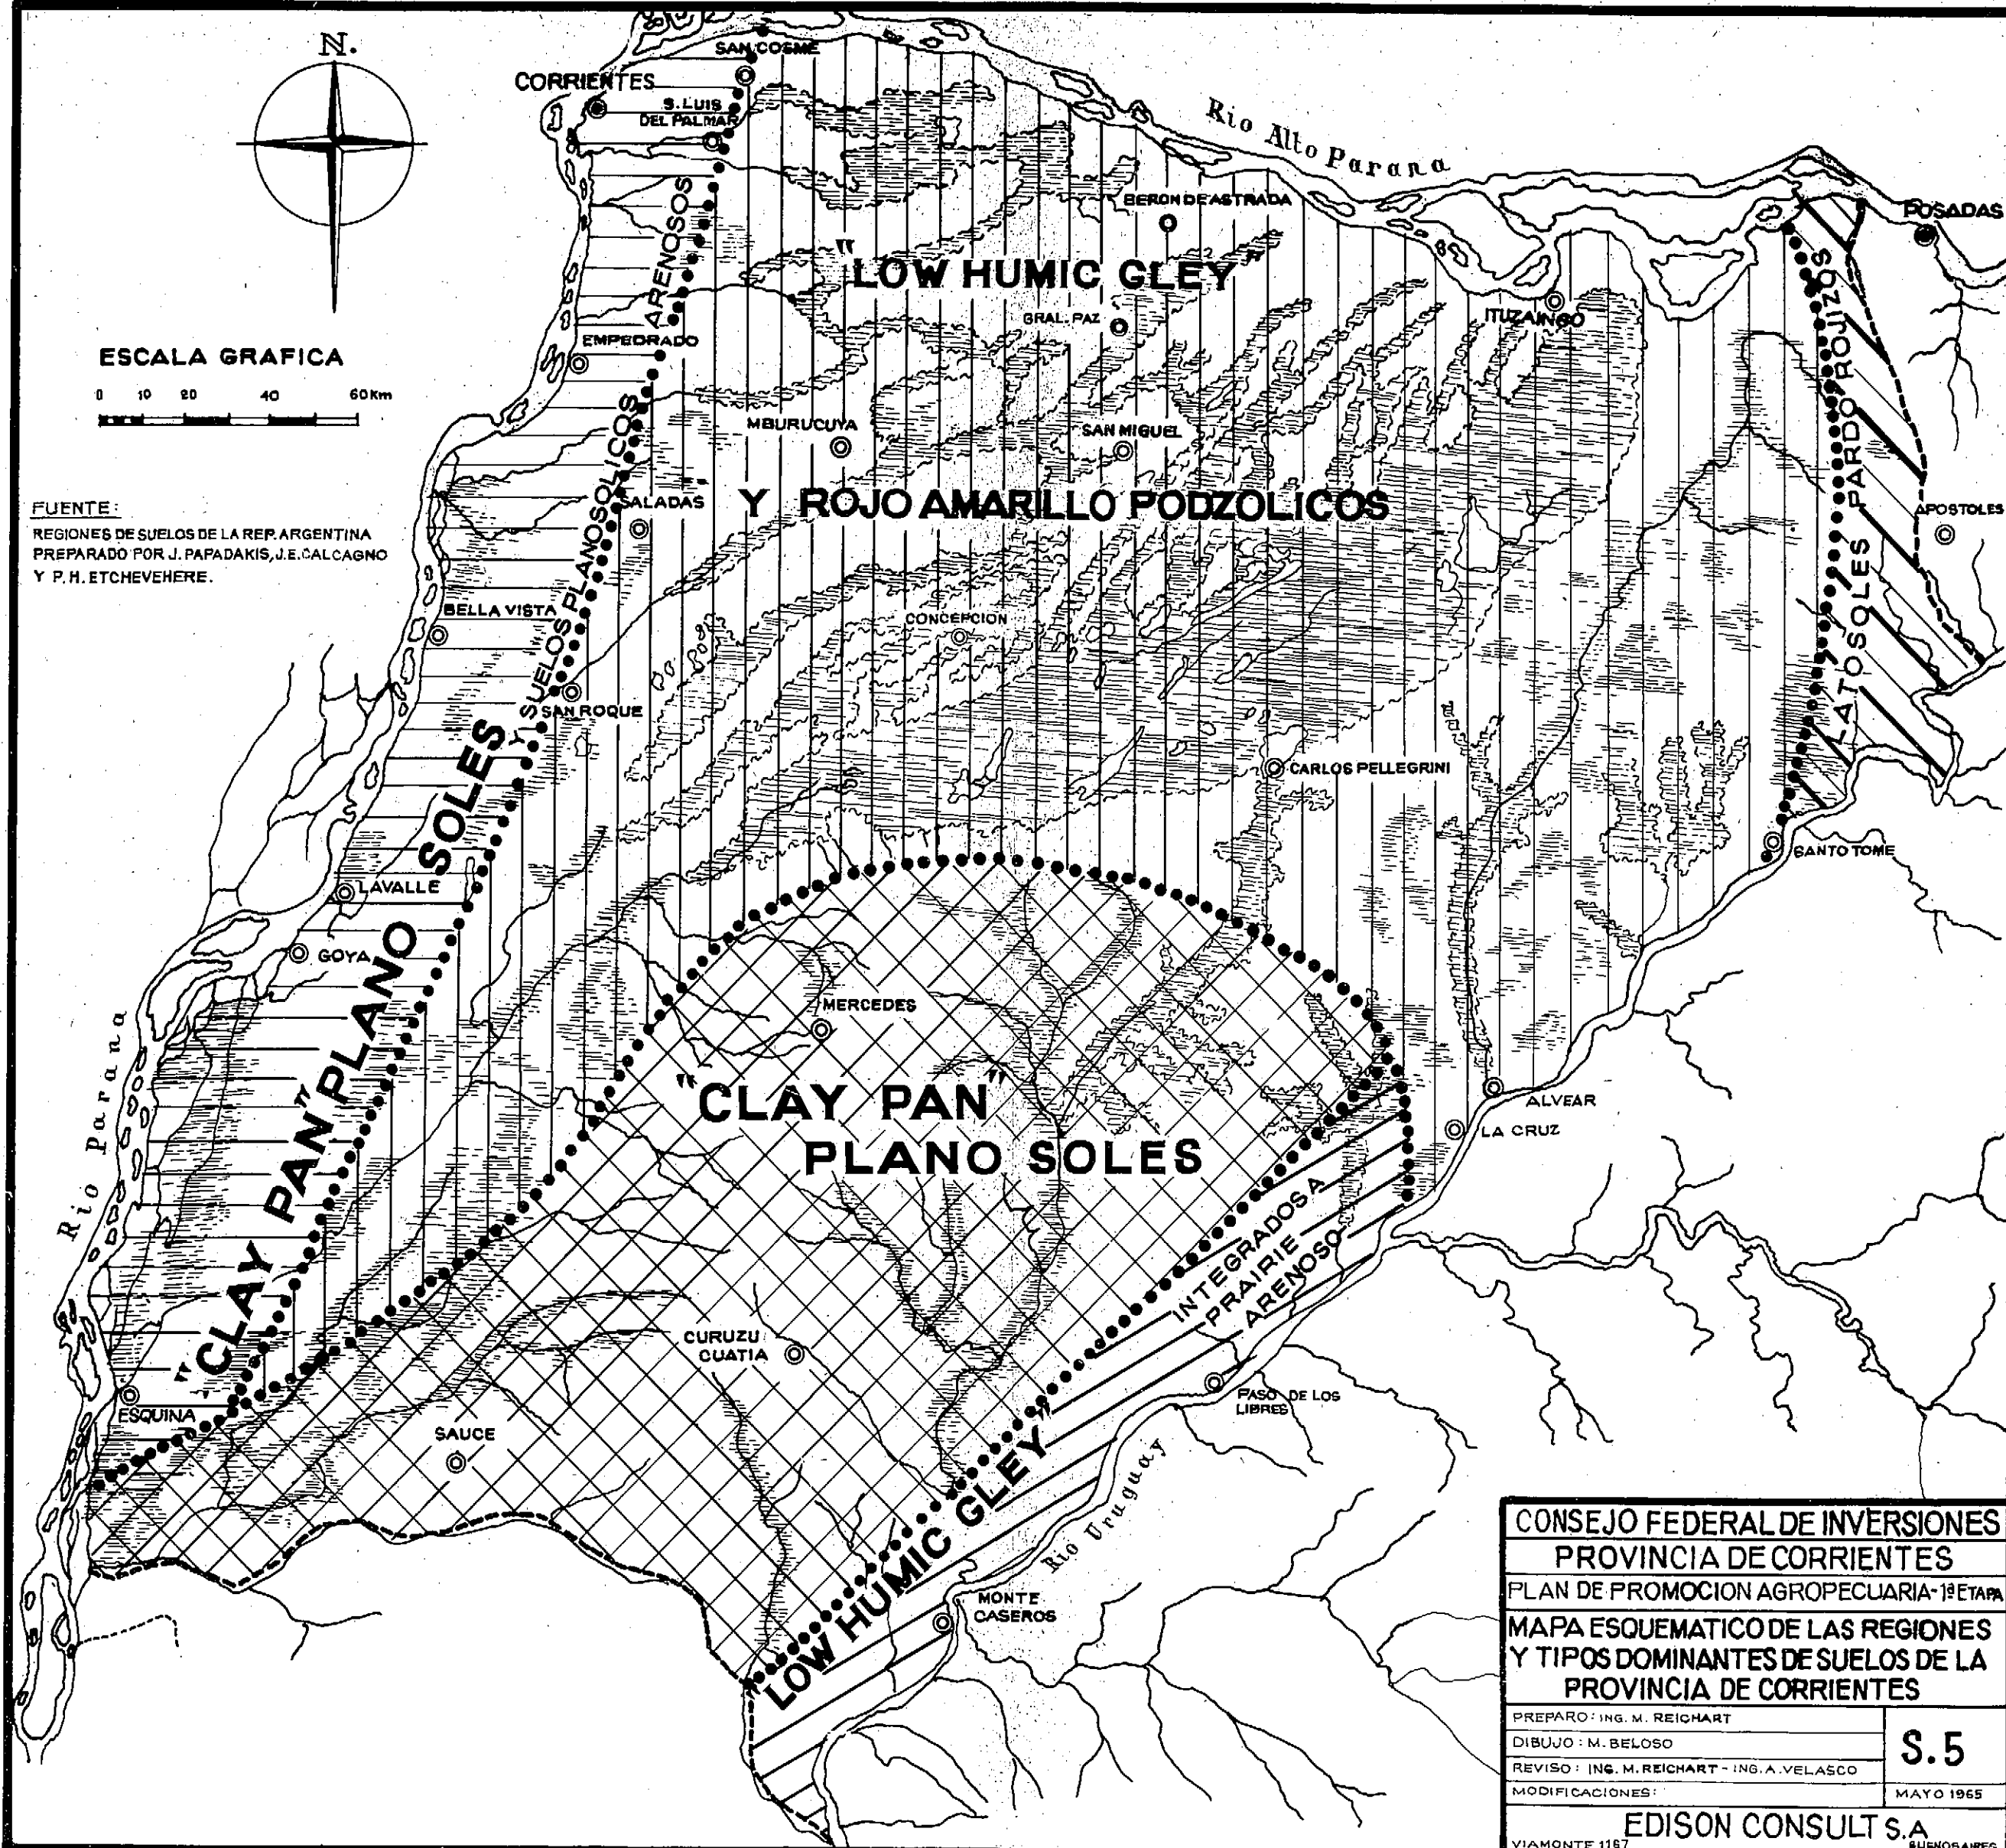 N.
SAN COSME
CORRIENTES
S. LUIS
DEL PALMAR
Rio Alto Parana
BERON DE ASTRADA
POSADAS
"LOW HUMIC GLEY"
GRAL. PAZ
ITUZAINGO
EMPEDRADO
ESCALA GRAFICA
0 10 20 40 60 Km
MBURUCUYA
SAN MIGUEL
SALADAS
Y ROJO AMARILLO PODZOLICOS
APOSTOLES
FUENTE:
REGIONES DE SUELOS DE LA REP. ARGENTINA
PREPARADO POR J. PAPADAKIS, J.E. CALCAGNO
Y P.H. ETCHEVEHERE.
BELLA VISTA
CONCEPCION
SAN ROQUE
Y SUELOS PLANOSOLICOS ARENOSOS
LATOSOLES PARDO ROJIZOS
CARLOS PELLEGRINI
SANTO TOME
LAVALLE
GOYA
MERCEDES
Rio Parana
"CLAY PAN" PLANO SOLES
"CLAY PAN"
PLANO SOLES
ALVEAR
LA CRUZ
INTEGRADOS A
PRAIRIE
ARENOSO
CURUZU
CUATIA
PASO DE LOS
LIBRES
ESQUINA
SAUCE
LOW HUMIC GLEY"
Rio Uruguay
MONTE
CASEROS
CONSEJO FEDERAL DE INVERSIONES
PROVINCIA DE CORRIENTES
PLAN DE PROMOCION AGROPECUARIA-1ª ETAPA
MAPA ESQUEMATICO DE LAS REGIONES
Y TIPOS DOMINANTES DE SUELOS DE LA
PROVINCIA DE CORRIENTES
PREPARO: ING. M. REICHART
DIBUJO: M. BELOSO
REVISO: ING. M. REICHART - ING. A. VELASCO
MODIFICACIONES:
S.5
MAYO 1965
EDISON CONSULT S.A
VIAMONTE 1167 BUENOS AIRES